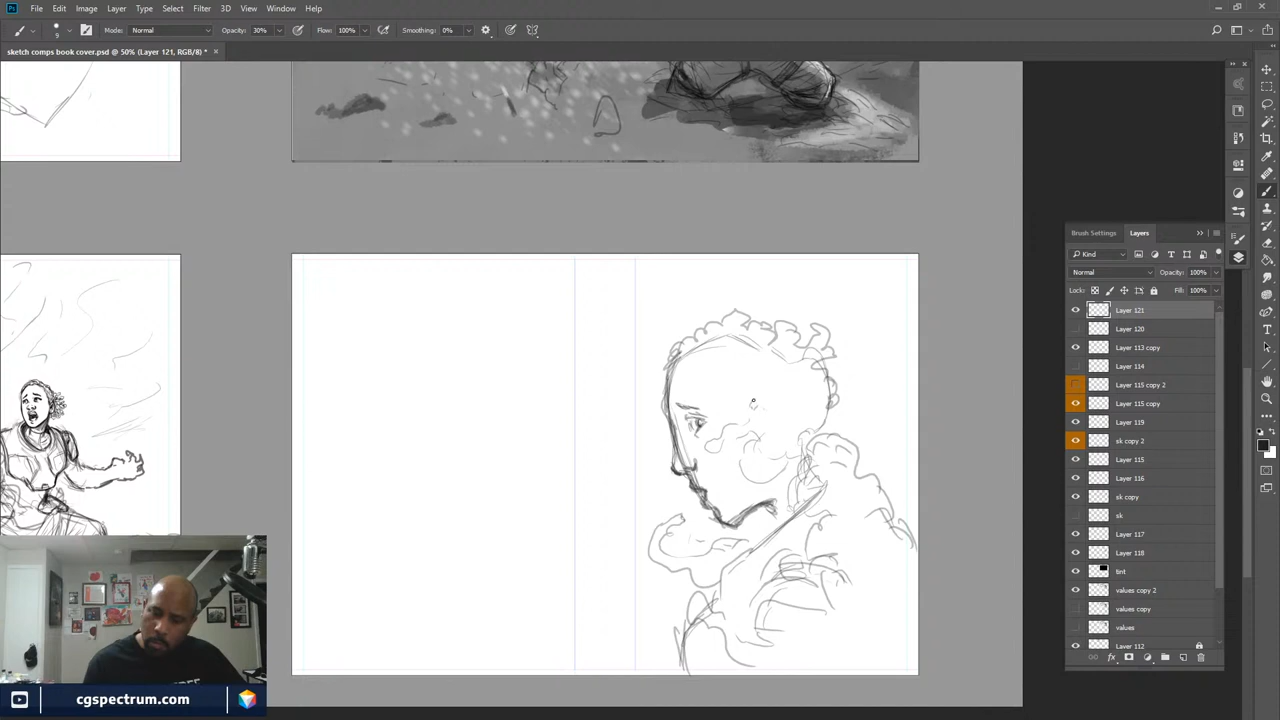 Ps File Edit Image Layer Type Select Filter 3D View Window Help
9 Mode: Normal Opacity: 30% Flow: 100% Smoothing: 0%
sketch comps book cover.psd @ 50% (Layer 121, RGB/8) * ×
Brush Settings Layers
Kind
Normal Opacity: 100%
Lock: Fill: 100%
Layer 121
Layer 120
Layer 113 copy
Layer 114
Layer 115 copy 2
Layer 115 copy
Layer 119
sk copy 2
Layer 115
Layer 116
sk copy
sk
Layer 117
Layer 118
tint
values copy 2
values copy
values
Layer 112
fx
cgspectrum.com